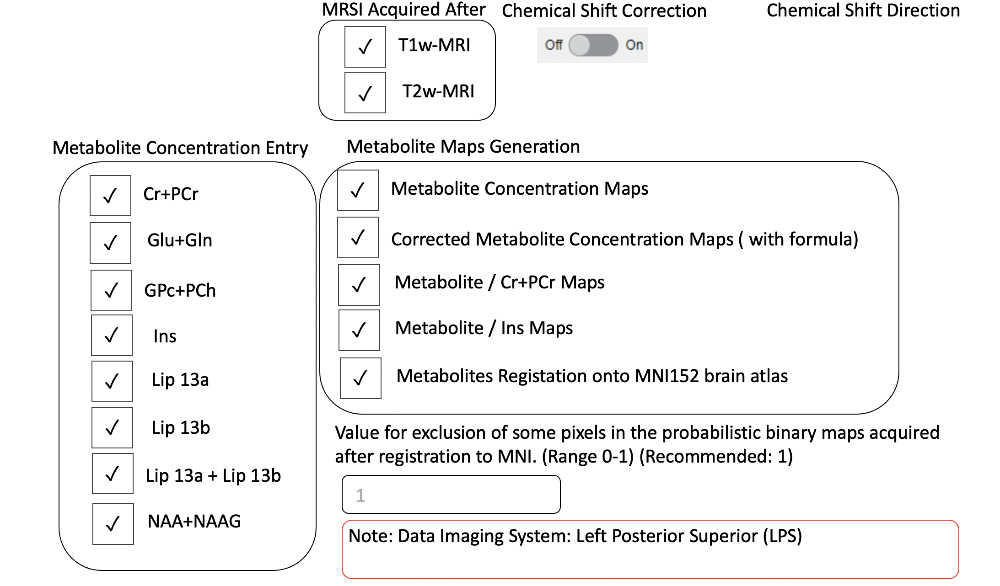 MRSI Acquired After
Chemical Shift Correction
Chemical Shift Direction
✓ T1w-MRI
Off On
✓ T2w-MRI
Metabolite Concentration Entry
✓ Cr+PCr
✓ Glu+Gln
✓ GPc+PCh
✓ Ins
✓ Lip 13a
✓ Lip 13b
✓ Lip 13a + Lip 13b
✓ NAA+NAAG
Metabolite Maps Generation
✓ Metabolite Concentration Maps
✓ Corrected Metabolite Concentration Maps ( with formula)
✓ Metabolite / Cr+PCr Maps
✓ Metabolite / Ins Maps
✓ Metabolites Registation onto MNI152 brain atlas
Value for exclusion of some pixels in the probabilistic binary maps acquired
after registration to MNI. (Range 0-1) (Recommended: 1)
1
Note: Data Imaging System: Left Posterior Superior (LPS)